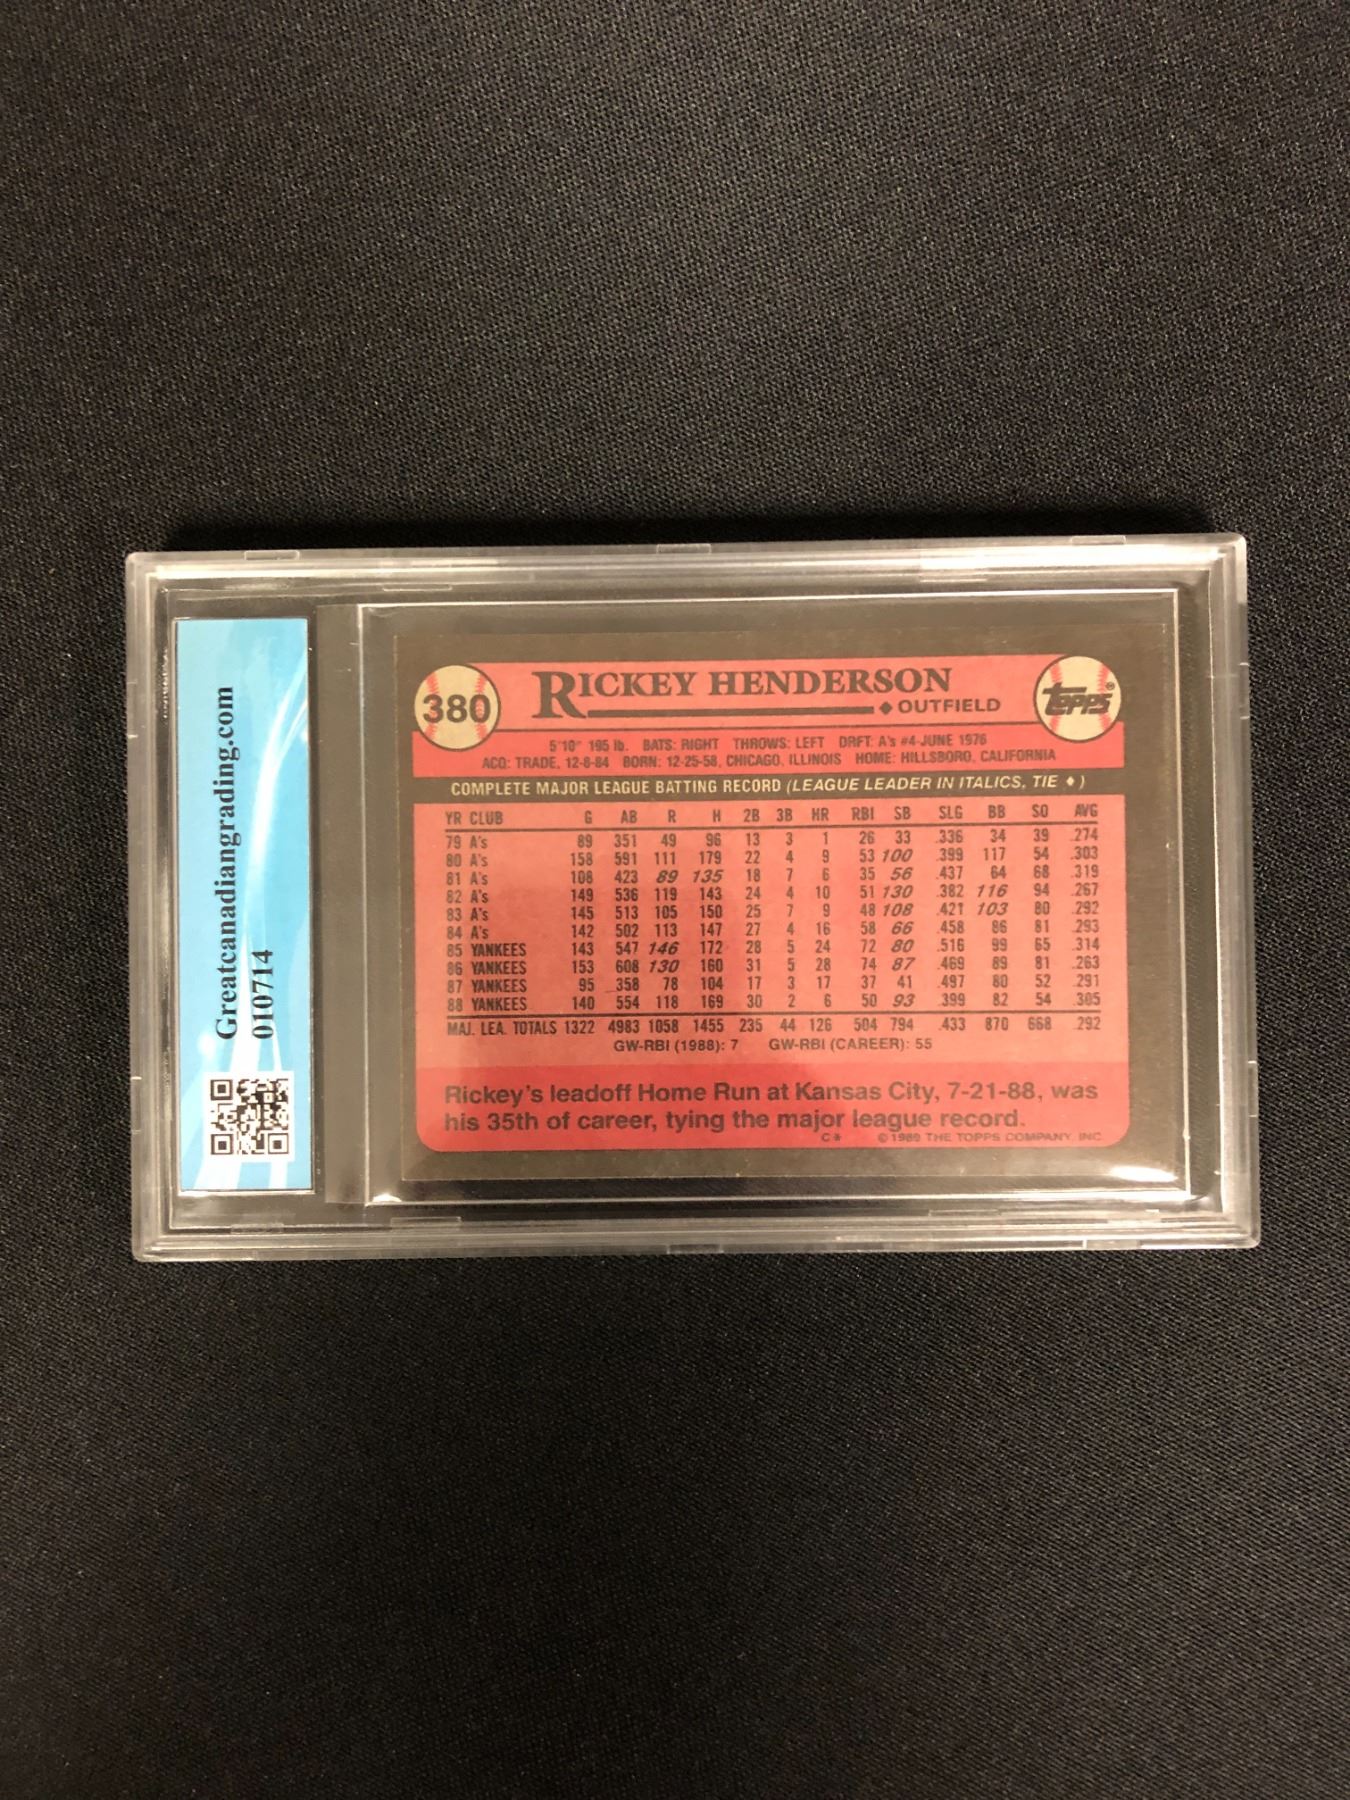 Greatcanadiangrading.com
010714
380
RICKEY HENDERSON
♦ OUTFIELD
TOPPS®
5'10" 195 lb. BATS: RIGHT THROWS: LEFT DRFT: A's #4-JUNE 1976
ACQ: TRADE, 12-8-84 BORN: 12-25-58, CHICAGO, ILLINOIS HOME: HILLSBORO, CALIFORNIA
COMPLETE MAJOR LEAGUE BATTING RECORD (LEAGUE LEADER IN ITALICS, TIE ♦)
YR CLUB G AB R H 2B 3B HR RBI SB SLG BB SO AVG
79 A's 89 351 49 96 13 3 1 26 33 .336 34 39 .274
80 A's 158 591 111 179 22 4 9 53 100 .399 117 54 .303
81 A's 108 423 89 135 18 7 6 35 56 .437 64 68 .319
82 A's 149 536 119 143 24 4 10 51 130 .382 116 94 .267
83 A's 145 513 105 150 25 7 9 48 108 .421 103 80 .292
84 A's 142 502 113 147 27 4 16 58 66 .458 86 81 .293
85 YANKEES 143 547 146 172 28 5 24 72 80 .516 99 65 .314
86 YANKEES 153 608 130 160 31 5 28 74 87 .469 89 81 .263
87 YANKEES 95 358 78 104 17 3 17 37 41 .497 80 52 .291
88 YANKEES 140 554 118 169 30 2 6 50 93 .399 82 54 .305
MAJ. LEA. TOTALS 1322 4983 1058 1455 235 44 126 504 794 .433 870 668 .292
GW-RBI (1988): 7 GW-RBI (CAREER): 55
Rickey's leadoff Home Run at Kansas City, 7-21-88, was
his 35th of career, tying the major league record.
C* © 1989 THE TOPPS COMPANY, INC.